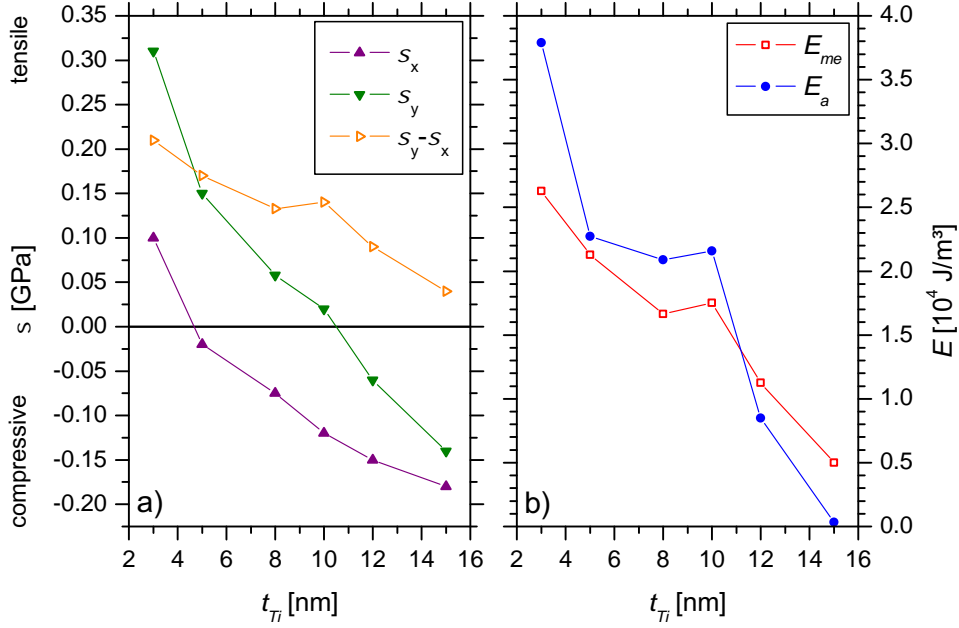 tensile
s [GPa]
compressive
0.35
0.30
0.25
0.20
0.15
0.10
0.05
0.00
-0.05
-0.10
-0.15
-0.20
s_x
s_y
s_y-s_x
a)
2 4 6 8 10 12 14 16
t_Ti [nm]
E_me
E_a
b)
2 4 6 8 10 12 14 16
t_Ti [nm]
4.0
3.5
3.0
2.5
2.0
1.5
1.0
0.5
0.0
E [10⁴ J/m³]